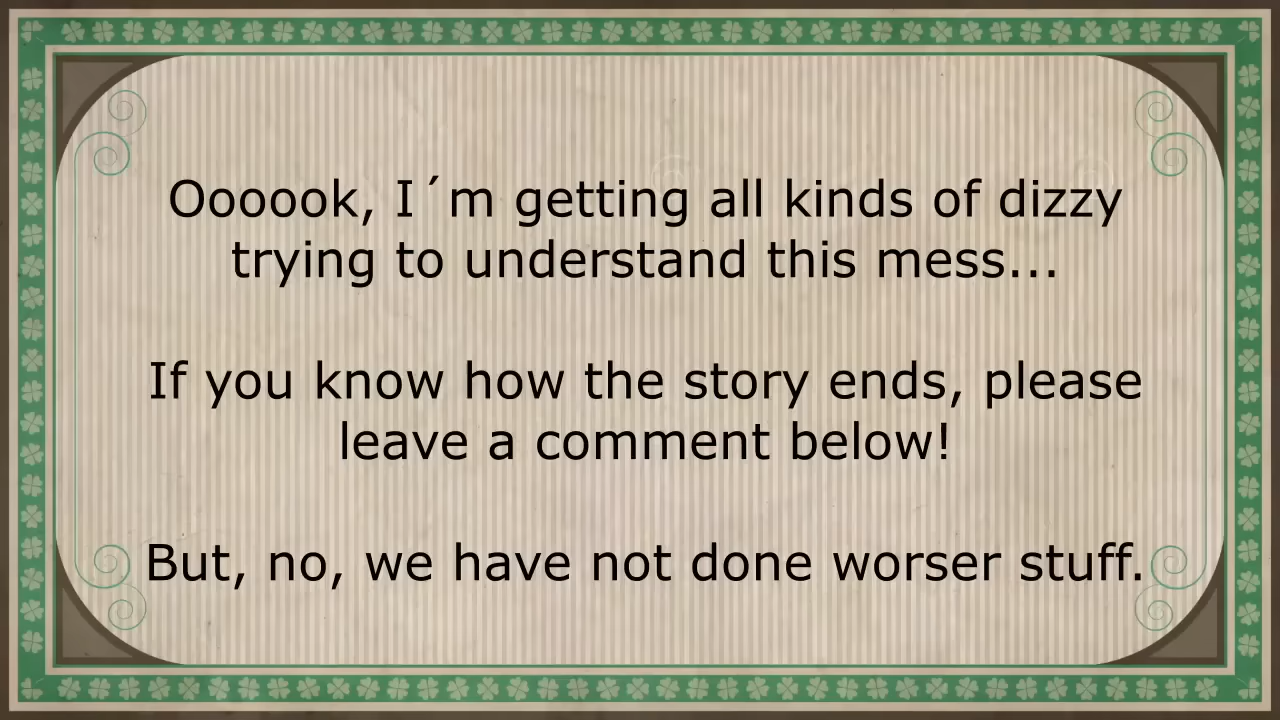 Oooook, I´m getting all kinds of dizzy
trying to understand this mess...
If you know how the story ends, please
leave a comment below!
But, no, we have not done worser stuff.